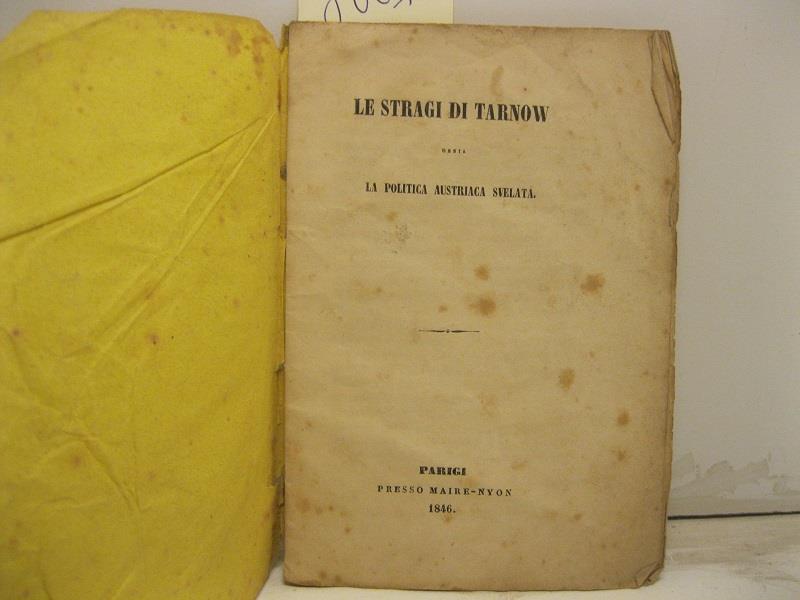 LE STRAGI DI TARNOW
OSSIA
LA POLITICA AUSTRIACA SVELATA.
PARIGI
PRESSO MAIRE-NYON
1846.